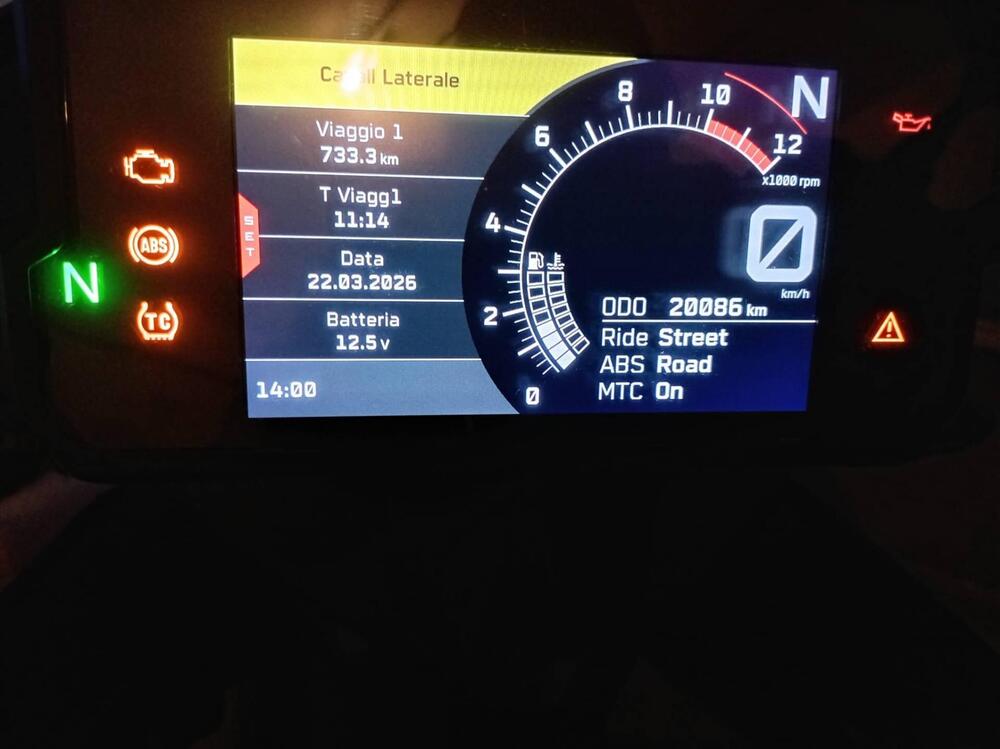 Laterale
Viaggio 1
733.3 km
T Viagg1
11:14
Data
22.03.2026
Batteria
12.5 V
14:00
SET
ABS
N
TC
0
2
4
6
8
10
12
x1000 rpm
N
0
km/h
ODO 20086 km
Ride Street
ABS Road
MTC On